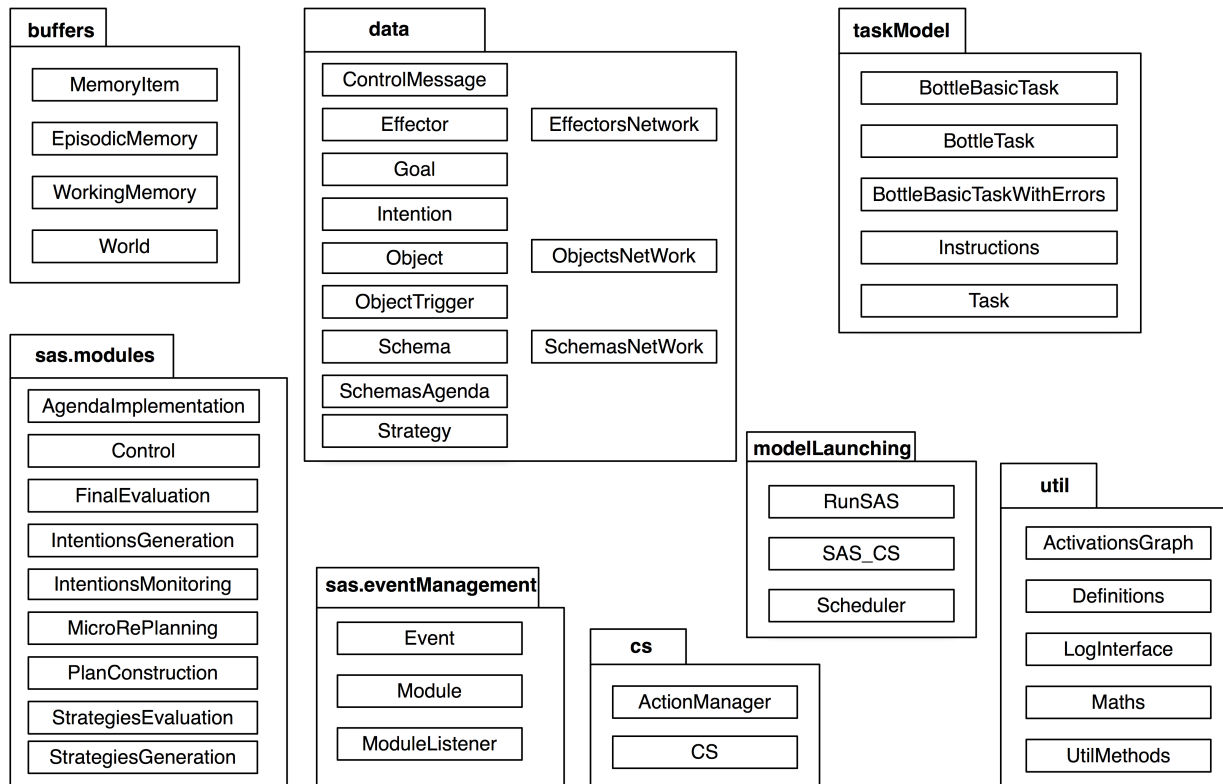 buffers
MemoryItem
EpisodicMemory
WorkingMemory
World
data
ControlMessage
Effector
EffectorsNetwork
Goal
Intention
Object
ObjectsNetWork
ObjectTrigger
Schema
SchemasNetWork
SchemasAgenda
Strategy
taskModel
BottleBasicTask
BottleTask
BottleBasicTaskWithErrors
Instructions
Task
sas.modules
AgendaImplementation
Control
FinalEvaluation
IntentionsGeneration
IntentionsMonitoring
MicroRePlanning
PlanConstruction
StrategiesEvaluation
StrategiesGeneration
sas.eventManagement
Event
Module
ModuleListener
cs
ActionManager
CS
modelLaunching
RunSAS
SAS_CS
Scheduler
util
ActivationsGraph
Definitions
LogInterface
Maths
UtilMethods